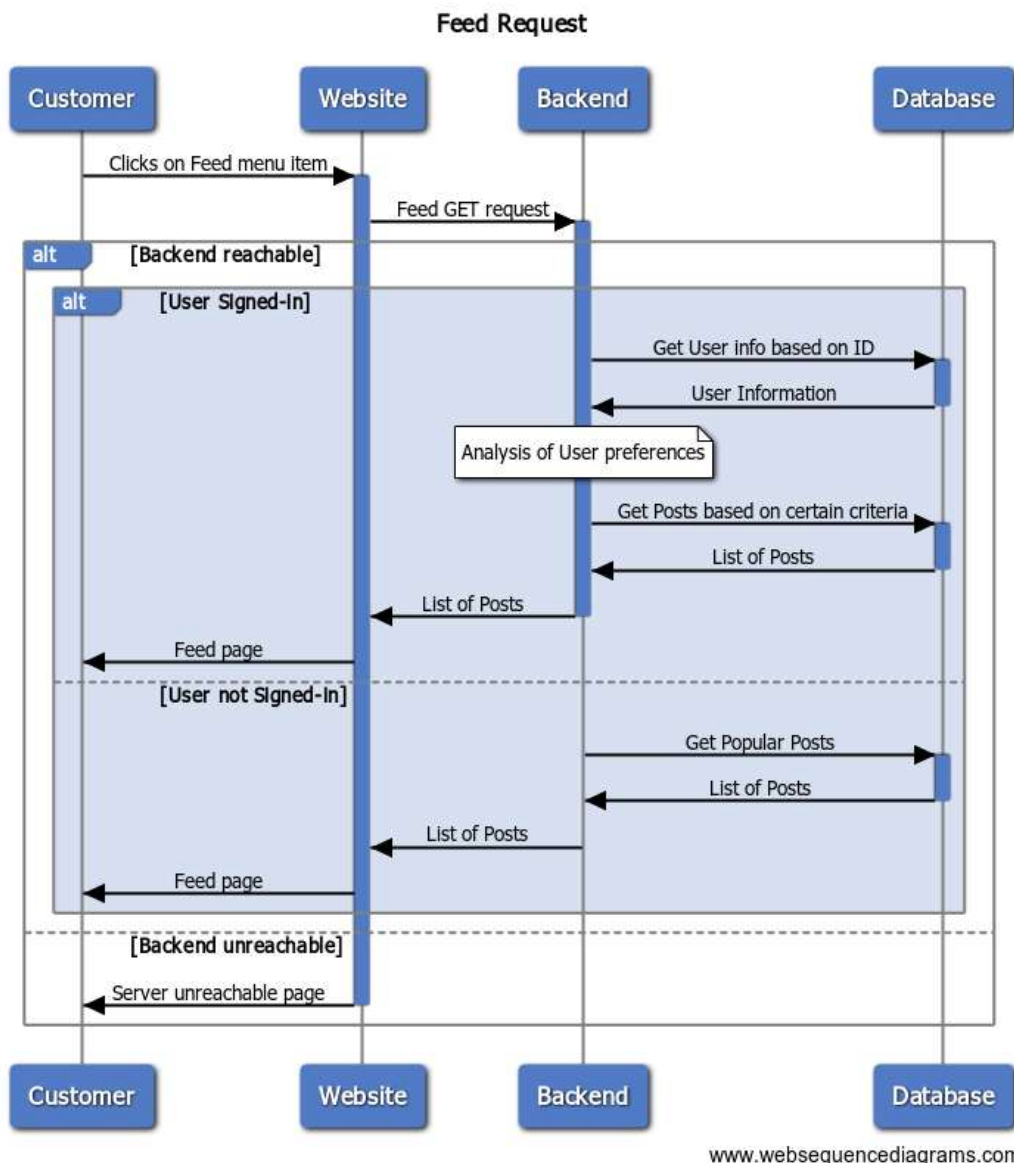 Feed Request
Customer
Website
Backend
Database
Clicks on Feed menu item
Feed GET request
alt
[Backend reachable]
alt
[User Signed-In]
Get User info based on ID
User Information
Analysis of User preferences
Get Posts based on certain criteria
List of Posts
List of Posts
Feed page
[User not Signed-In]
Get Popular Posts
List of Posts
List of Posts
Feed page
[Backend unreachable]
Server unreachable page
Customer
Website
Backend
Database
www.websequencediagrams.com